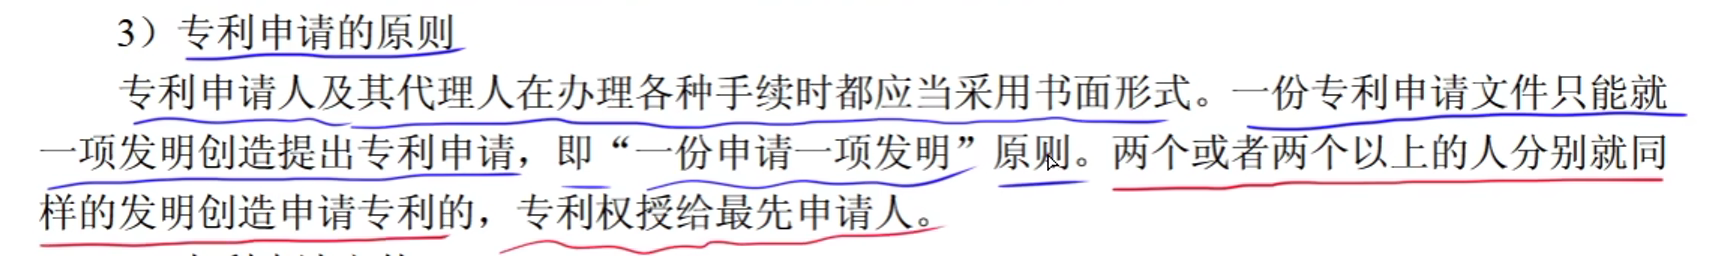 3）专利申请的原则
专利申请人及其代理人在办理各种手续时都应当采用书面形式。一份专利申请文件只能就
一项发明创造提出专利申请，即“一份申请一项发明”原则。两个或者两个以上的人分别就同
样的发明创造申请专利的，专利权授给最先申请人。